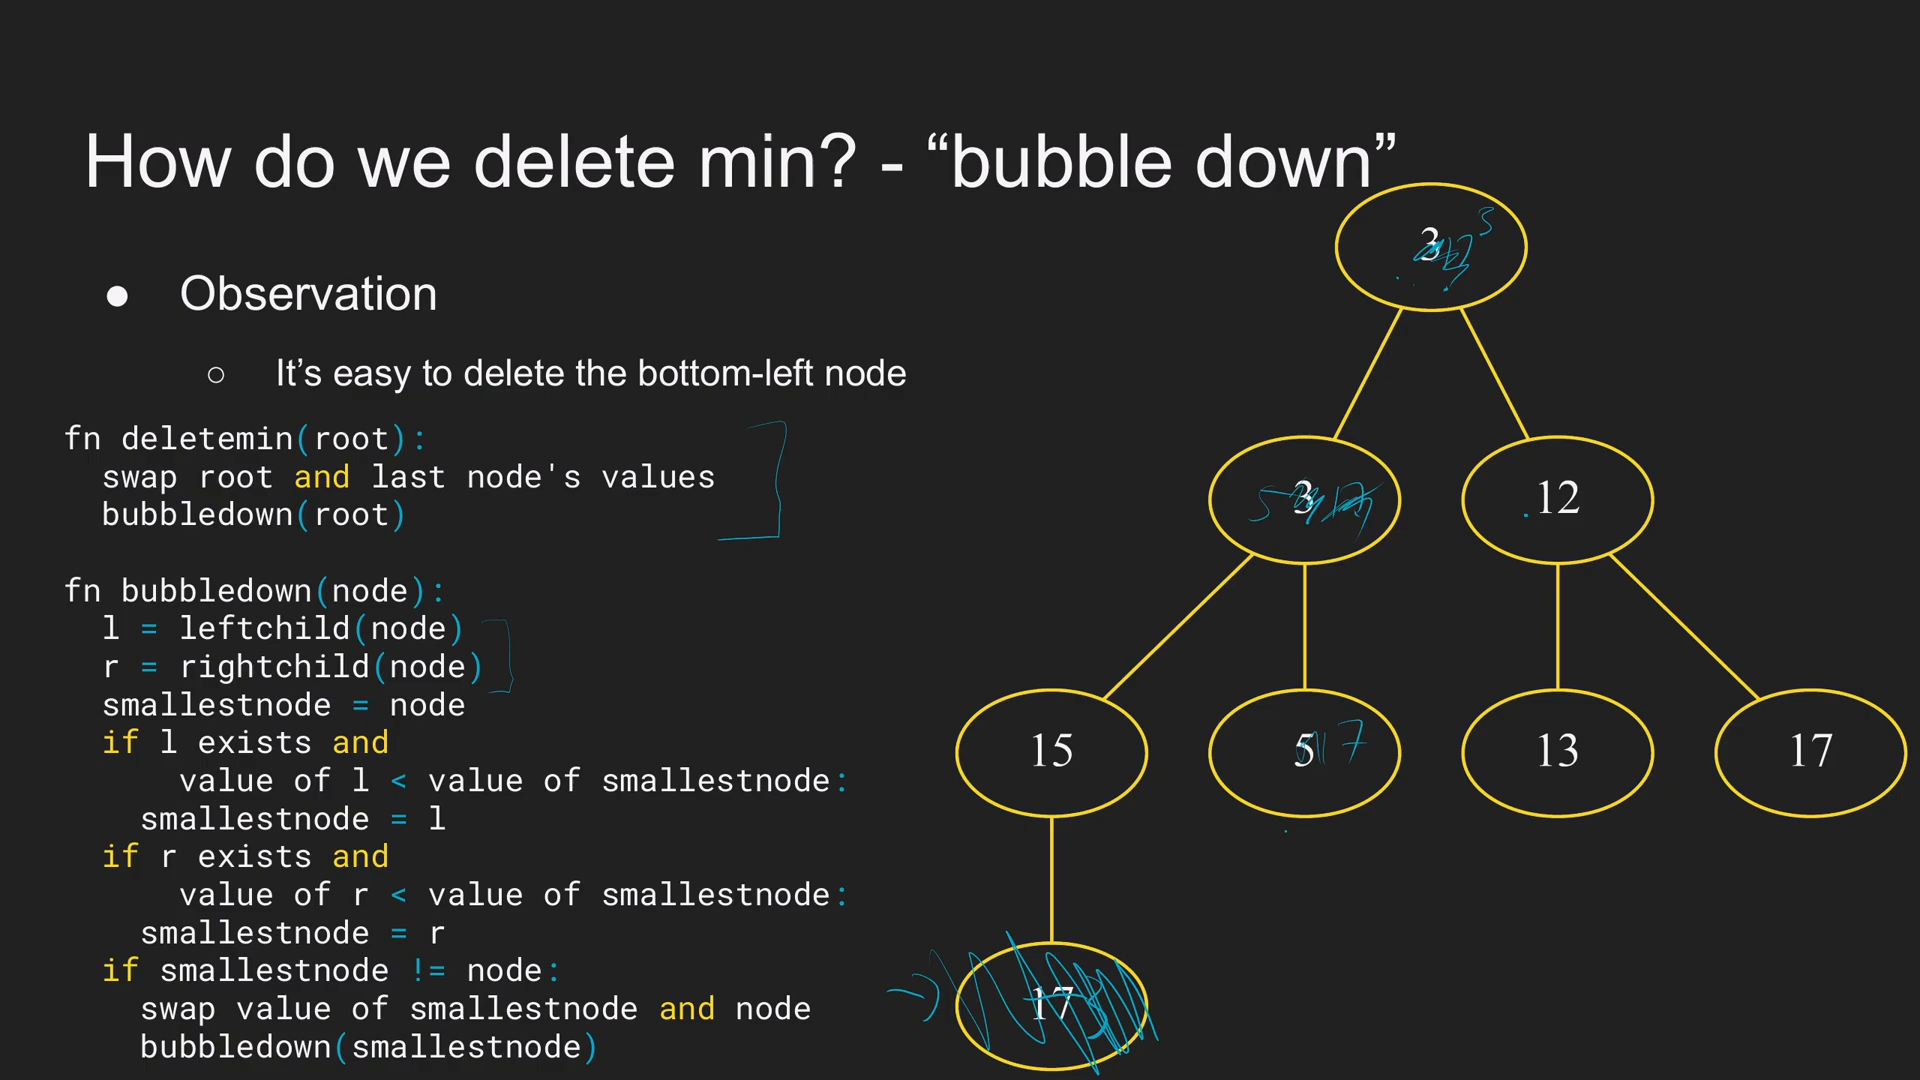 How do we delete min? - “bubble down”
● Observation
○ It’s easy to delete the bottom-left node
fn deletemin(root):
swap root and last node's values
bubbledown(root)
fn bubbledown(node):
l = leftchild(node)
r = rightchild(node)
smallestnode = node
if l exists and
value of l < value of smallestnode:
smallestnode = l
if r exists and
value of r < value of smallestnode:
smallestnode = r
if smallestnode != node:
swap value of smallestnode and node
bubbledown(smallestnode)
3 3
5 3 12
15 5 17 13 17
17